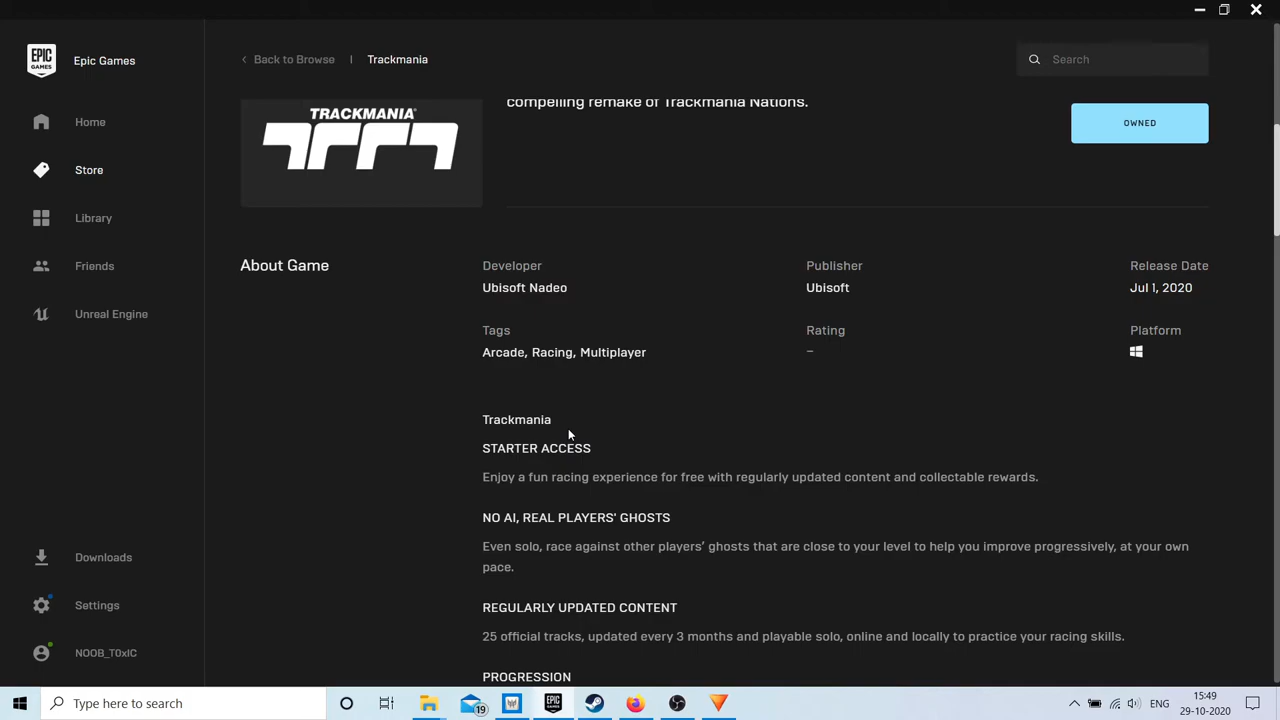 EPIC
GAMES
Epic Games
Back to Browse
Trackmania
Search
Home
Store
Library
Friends
Unreal Engine
Downloads
Settings
NOOB_T0xIC
TRACKMANIA
compelling remake of Trackmania Nations.
OWNED
About Game
Developer
Ubisoft Nadeo
Publisher
Ubisoft
Release Date
Jul 1, 2020
Tags
Arcade, Racing, Multiplayer
Rating
–
Platform
Trackmania
STARTER ACCESS
Enjoy a fun racing experience for free with regularly updated content and collectable rewards.
NO AI, REAL PLAYERS' GHOSTS
Even solo, race against other players’ ghosts that are close to your level to help you improve progressively, at your own
pace.
REGULARLY UPDATED CONTENT
25 official tracks, updated every 3 months and playable solo, online and locally to practice your racing skills.
PROGRESSION
Type here to search
19
EPIC
GAMES
ENG
15:49
29-10-2020